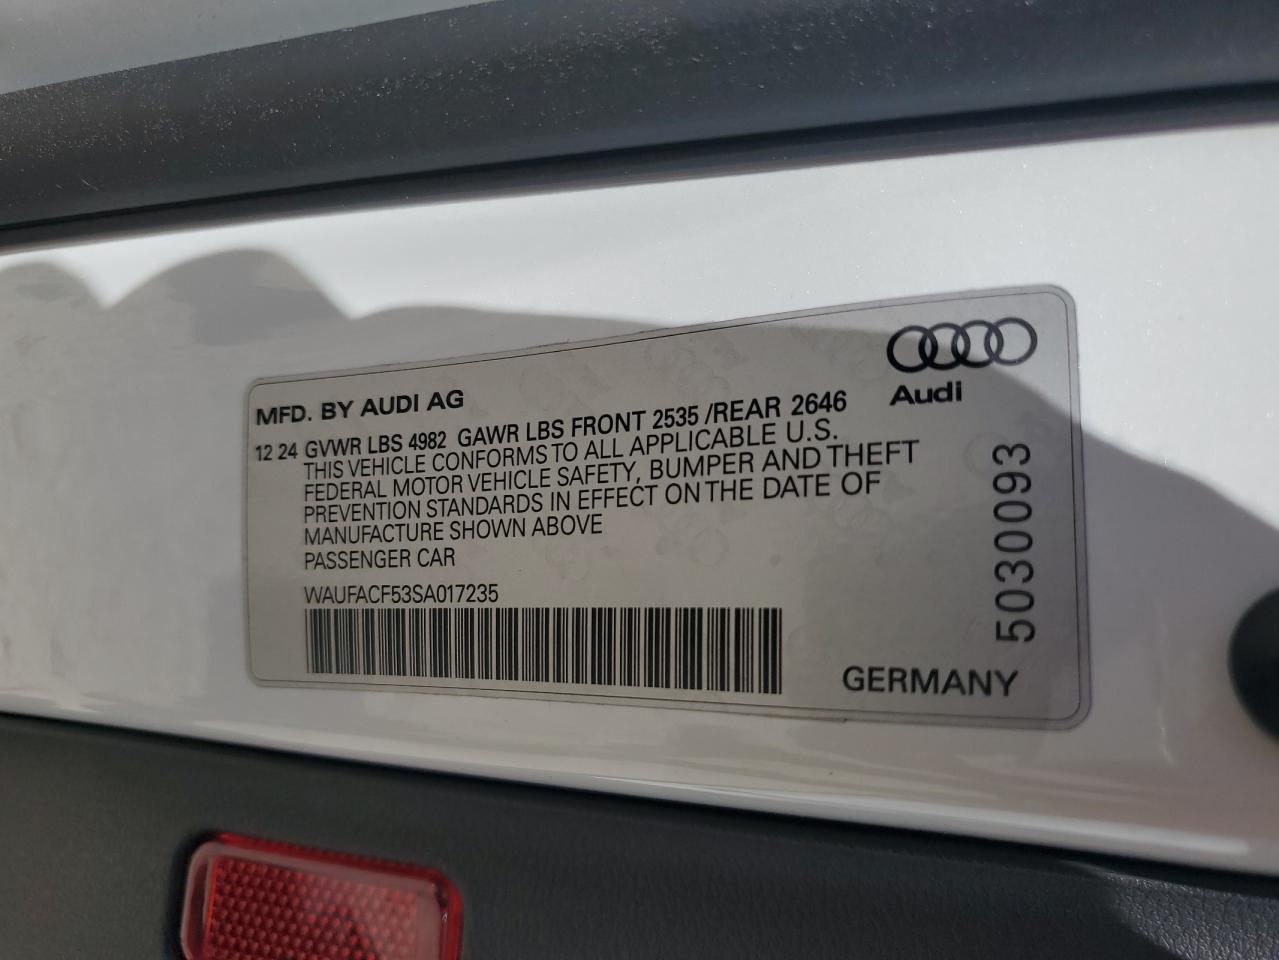 Audi
MFD. BY AUDI AG
12 24 GVWR LBS 4982 GAWR LBS FRONT 2535 /REAR 2646
THIS VEHICLE CONFORMS TO ALL APPLICABLE U.S.
FEDERAL MOTOR VEHICLE SAFETY, BUMPER AND THEFT
PREVENTION STANDARDS IN EFFECT ON THE DATE OF
MANUFACTURE SHOWN ABOVE
PASSENGER CAR
WAUFACF53SA017235
GERMANY
50300093